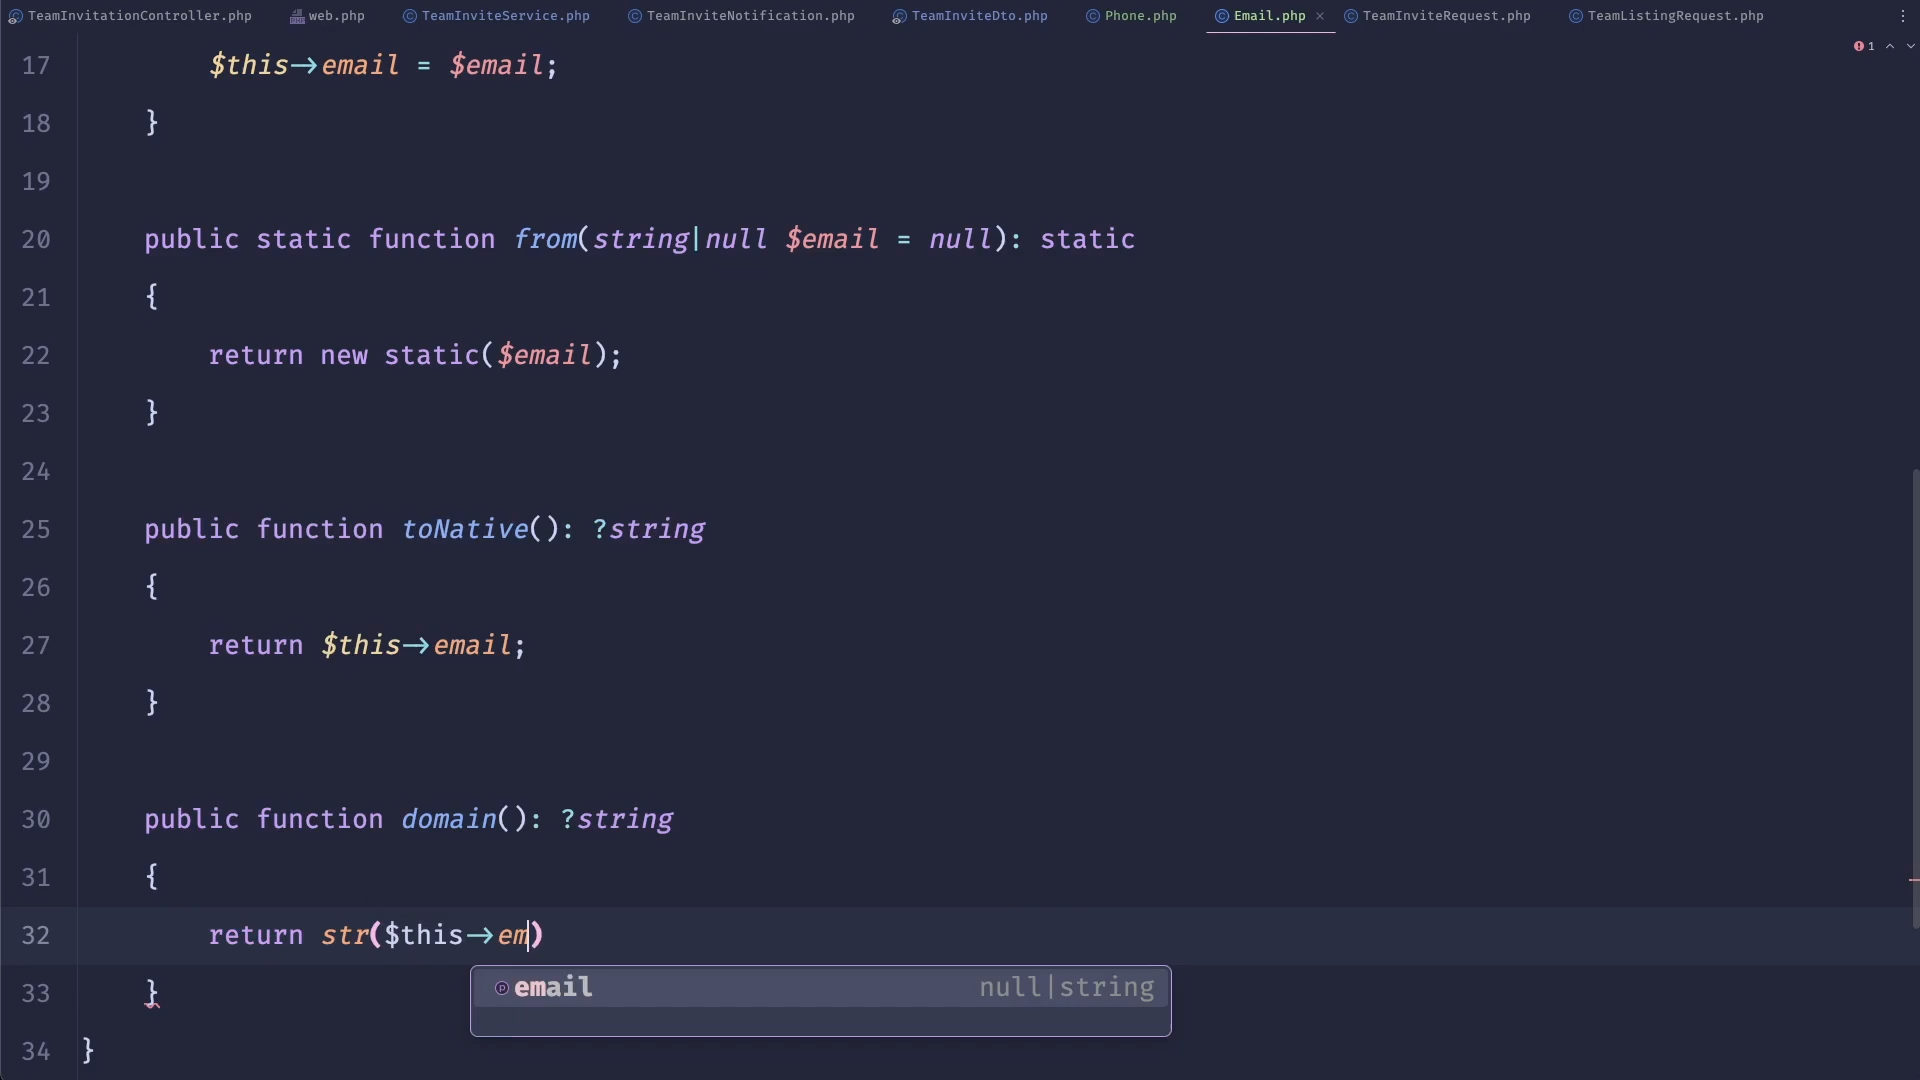 TeamInvitationController.php web.php TeamInviteService.php TeamInviteNotification.php TeamInviteDto.php Phone.php Email.php TeamInviteRequest.php TeamListingRequest.php
1
17 $this->email = $email;
18 }
19
20 public static function from(string|null $email = null): static
21 {
22 return new static($email);
23 }
24
25 public function toNative(): ?string
26 {
27 return $this->email;
28 }
29
30 public function domain(): ?string
31 {
32 return str($this->em)
email null|string
33 }
34 }